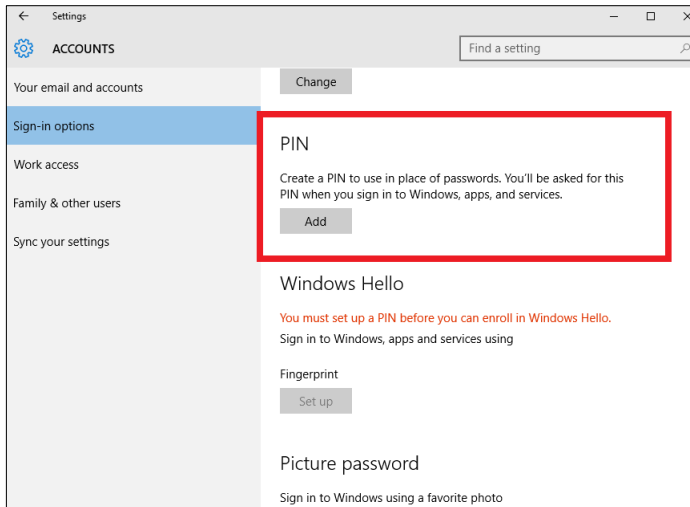 Settings
ACCOUNTS
Find a setting
Your email and accounts
Sign-in options
Work access
Family & other users
Sync your settings
Change
PIN
Create a PIN to use in place of passwords. You'll be asked for this
PIN when you sign in to Windows, apps, and services.
Add
Windows Hello
You must set up a PIN before you can enroll in Windows Hello.
Sign in to Windows, apps and services using
Fingerprint
Set up
Picture password
Sign in to Windows using a favorite photo